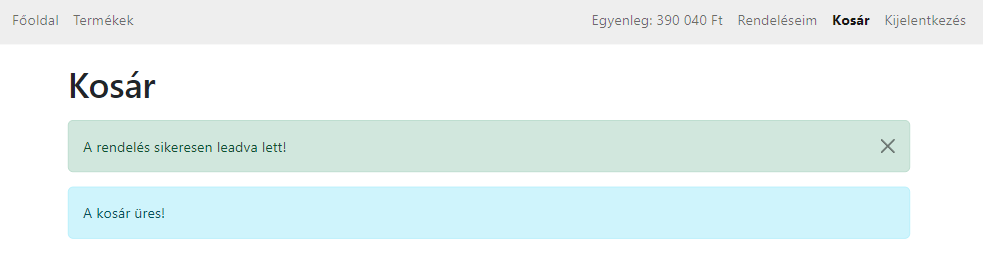 Főoldal Termékek Egyenleg: 390 040 Ft Rendeléseim Kosár Kijelentkezés
Kosár
A rendelés sikeresen leadva lett!
A kosár üres!